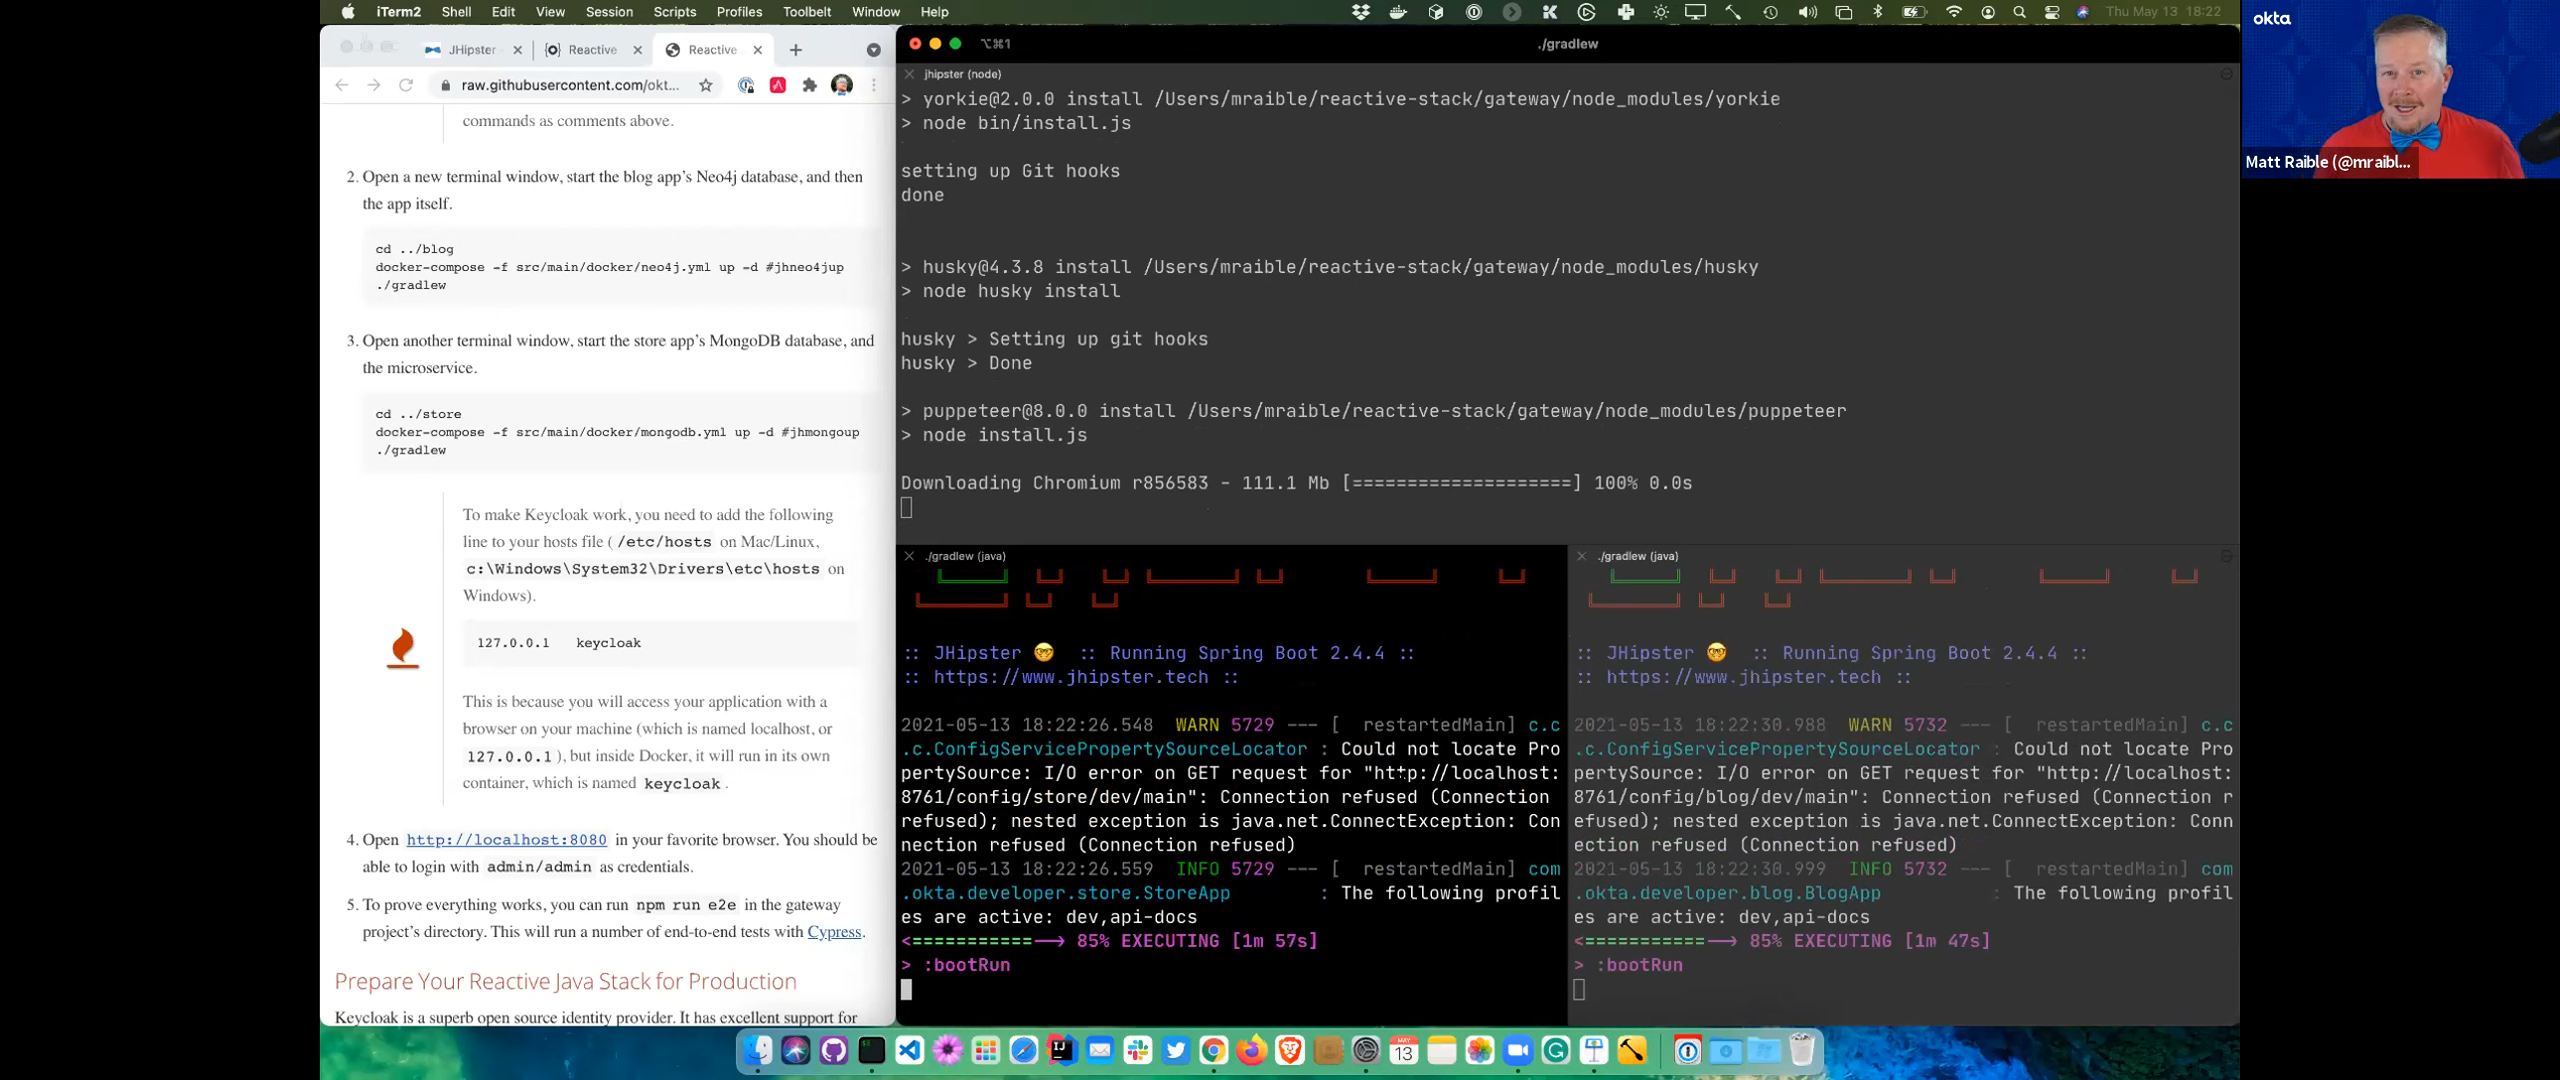 iTerm2 Shell Edit View Session Scripts Profiles Toolbelt Window Help
Thu May 13 18:22
JHipster
Reactive
Reactive
raw.githubusercontent.com/okt...
commands as comments above.
2. Open a new terminal window, start the blog app's Neo4j database, and then
the app itself.
cd ../blog
docker-compose -f src/main/docker/neo4j.yml up -d #jhneo4jup
./gradlew
3. Open another terminal window, start the store app's MongoDB database, and
the microservice.
cd ../store
docker-compose -f src/main/docker/mongodb.yml up -d #jhmongoup
./gradlew
To make Keycloak work, you need to add the following
line to your hosts file ( /etc/hosts on Mac/Linux,
c:\Windows\System32\Drivers\etc\hosts on
Windows).
127.0.0.1 keycloak
This is because you will access your application with a
browser on your machine (which is named localhost, or
127.0.0.1 ), but inside Docker, it will run in its own
container, which is named keycloak .
4. Open http://localhost:8080 in your favorite browser. You should be
able to login with admin/admin as credentials.
5. To prove everything works, you can run npm run e2e in the gateway
project's directory. This will run a number of end-to-end tests with Cypress.
Prepare Your Reactive Java Stack for Production
Keycloak is a superb open source identity provider. It has excellent support for
⌥⌘1
./gradlew
jhipster (node)
> yorkie@2.0.0 install /Users/mraible/reactive-stack/gateway/node_modules/yorkie
> node bin/install.js
setting up Git hooks
done
> husky@4.3.8 install /Users/mraible/reactive-stack/gateway/node_modules/husky
> node husky install
husky > Setting up git hooks
husky > Done
> puppeteer@8.0.0 install /Users/mraible/reactive-stack/gateway/node_modules/puppeteer
> node install.js
Downloading Chromium r856583 - 111.1 Mb [====================] 100% 0.0s
./gradlew (java)
:: JHipster 🤓 :: Running Spring Boot 2.4.4 ::
:: https://www.jhipster.tech ::
2021-05-13 18:22:26.548 WARN 5729 --- [ restartedMain] c.c
.c.ConfigServicePropertySourceLocator : Could not locate Pro
pertySource: I/O error on GET request for "http://localhost:
8761/config/store/dev/main": Connection refused (Connection
refused); nested exception is java.net.ConnectException: Con
nection refused (Connection refused)
2021-05-13 18:22:26.559 INFO 5729 --- [ restartedMain] com
.okta.developer.store.StoreApp : The following profil
es are active: dev,api-docs
<===========--> 85% EXECUTING [1m 57s]
> :bootRun
./gradlew (java)
:: JHipster 🤓 :: Running Spring Boot 2.4.4 ::
:: https://www.jhipster.tech ::
2021-05-13 18:22:30.988 WARN 5732 --- [ restartedMain] c.c
.c.ConfigServicePropertySourceLocator : Could not locate Pro
pertySource: I/O error on GET request for "http://localhost:
8761/config/blog/dev/main": Connection refused (Connection r
efused); nested exception is java.net.ConnectException: Conn
ection refused (Connection refused)
2021-05-13 18:22:30.999 INFO 5732 --- [ restartedMain] com
.okta.developer.blog.BlogApp : The following profil
es are active: dev,api-docs
<===========--> 85% EXECUTING [1m 47s]
> :bootRun
MAY
13
okta
Matt Raible (@mraibl...